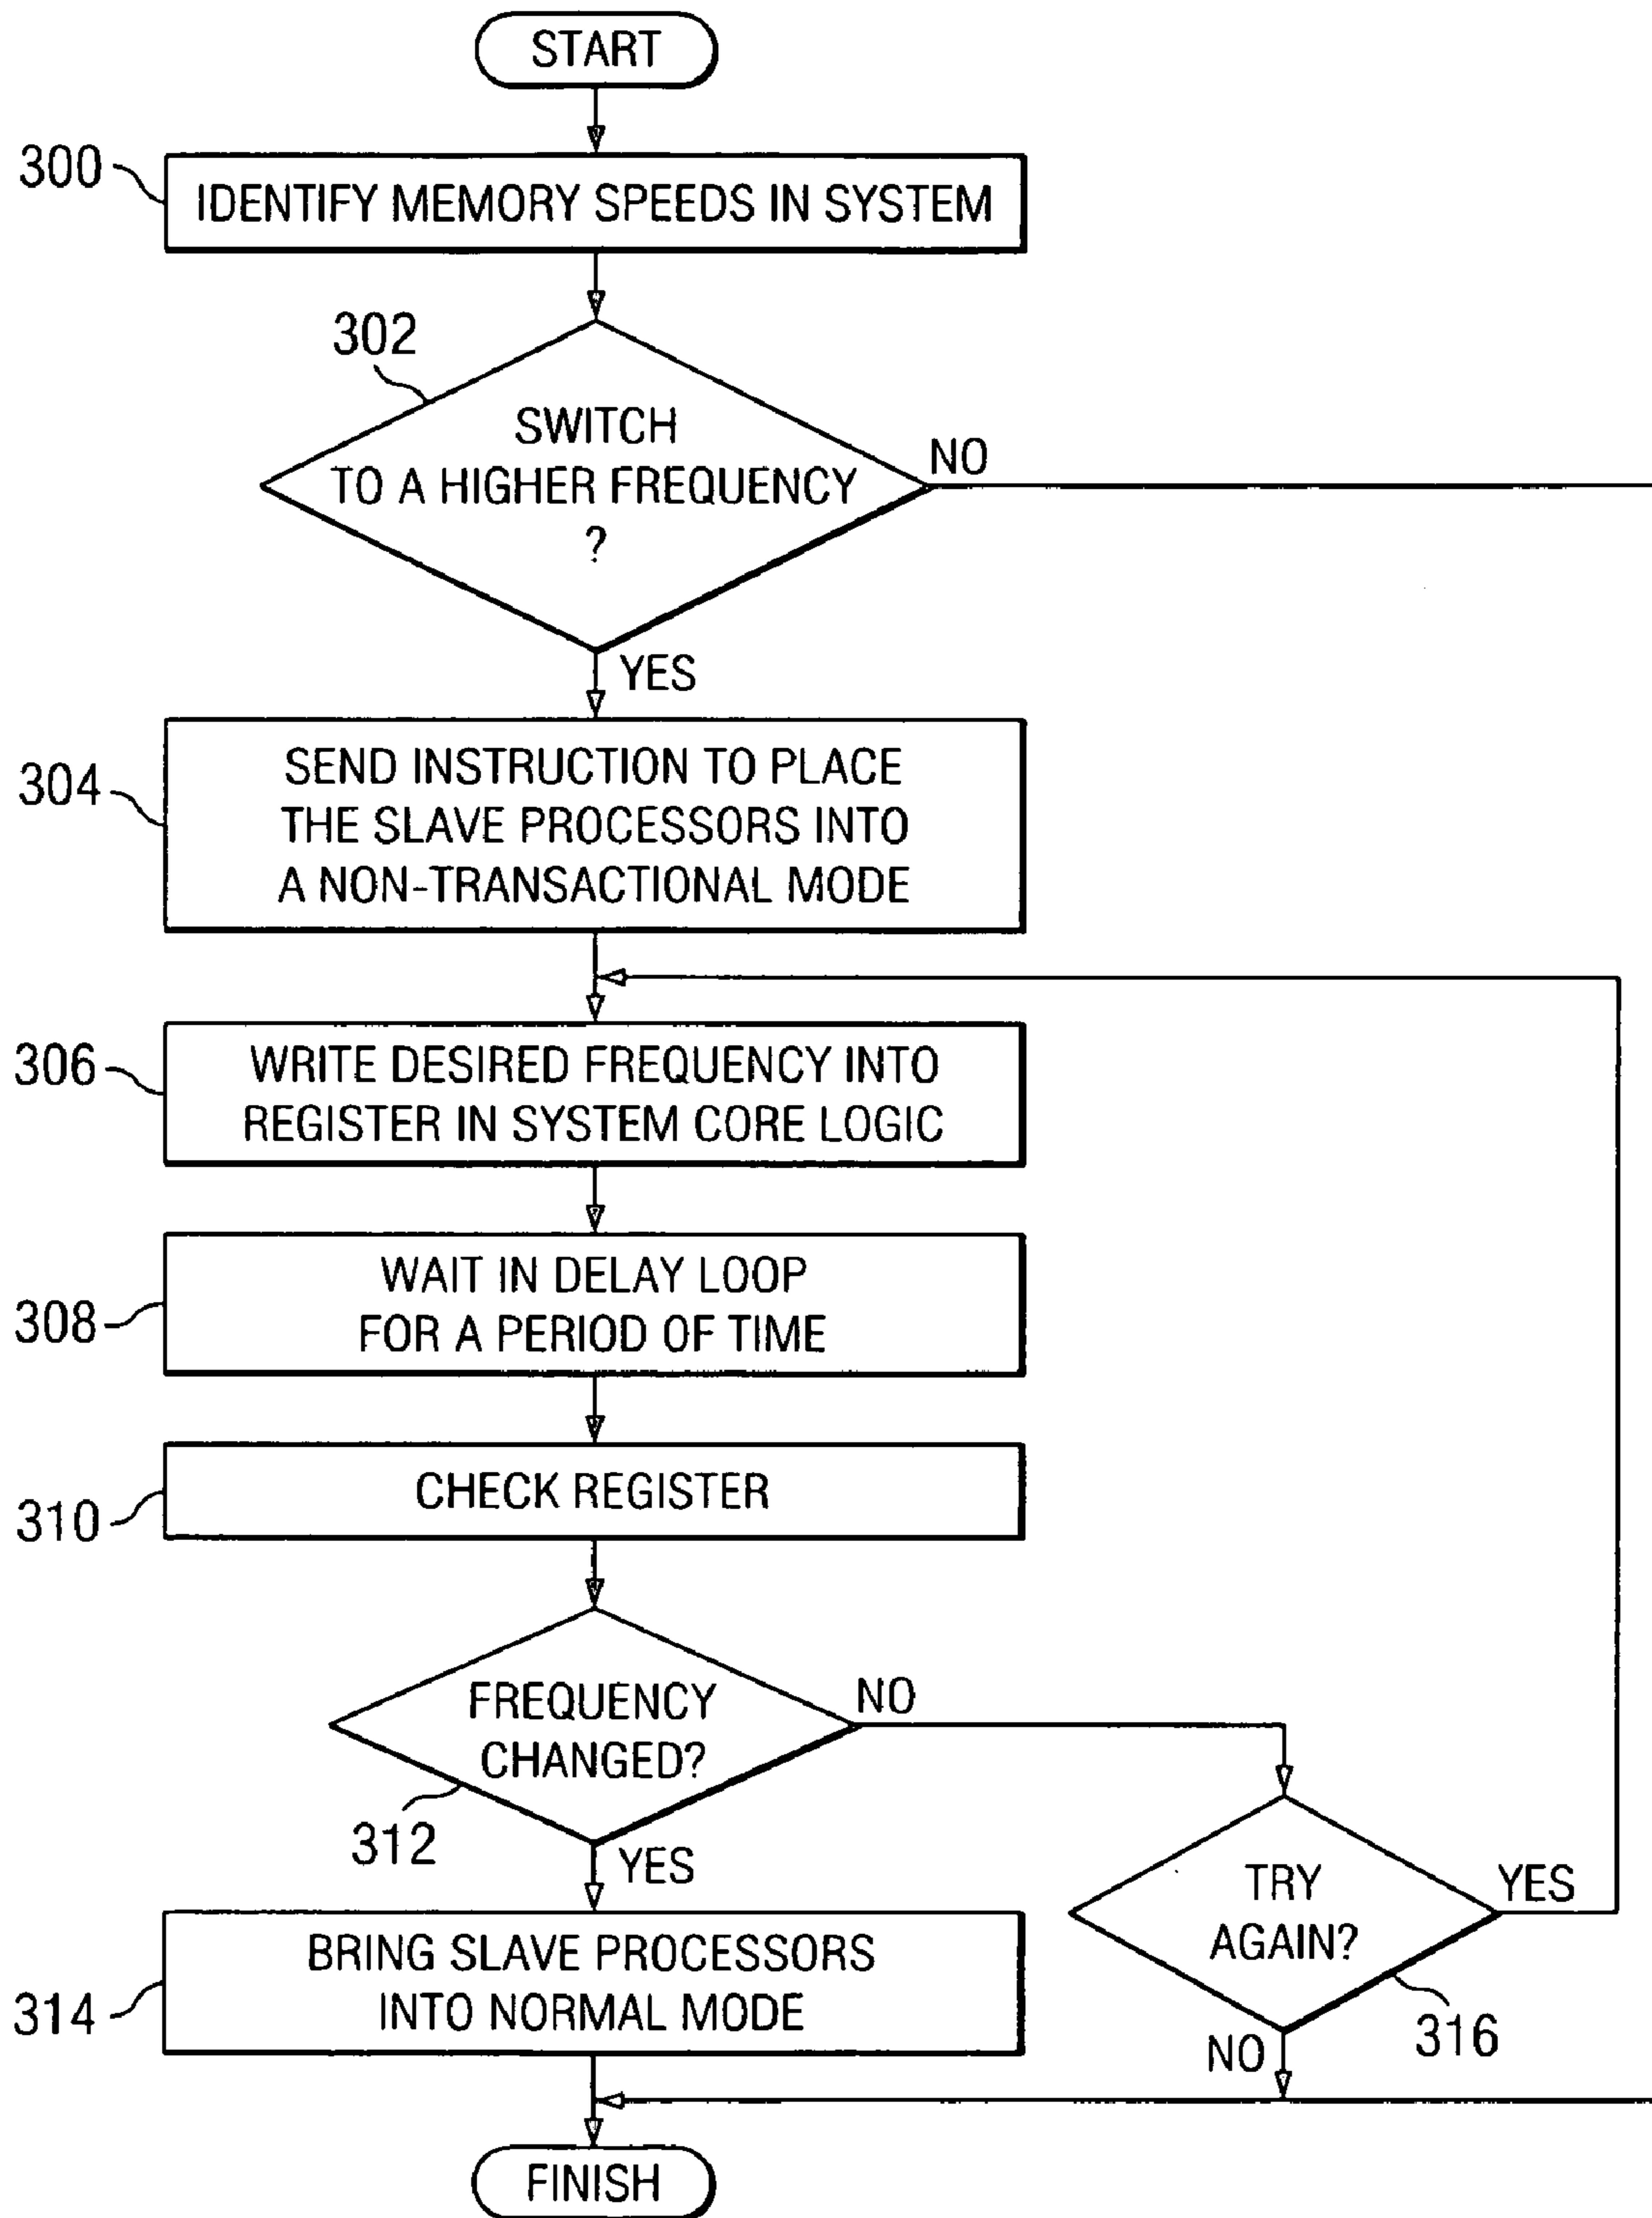 START
300
IDENTIFY MEMORY SPEEDS IN SYSTEM
302
SWITCH
TO A HIGHER FREQUENCY
?
NO
YES
304
SEND INSTRUCTION TO PLACE
THE SLAVE PROCESSORS INTO
A NON-TRANSACTIONAL MODE
306
WRITE DESIRED FREQUENCY INTO
REGISTER IN SYSTEM CORE LOGIC
308
WAIT IN DELAY LOOP
FOR A PERIOD OF TIME
310
CHECK REGISTER
FREQUENCY
CHANGED?
NO
312
YES
TRY
AGAIN?
YES
316
NO
314
BRING SLAVE PROCESSORS
INTO NORMAL MODE
FINISH